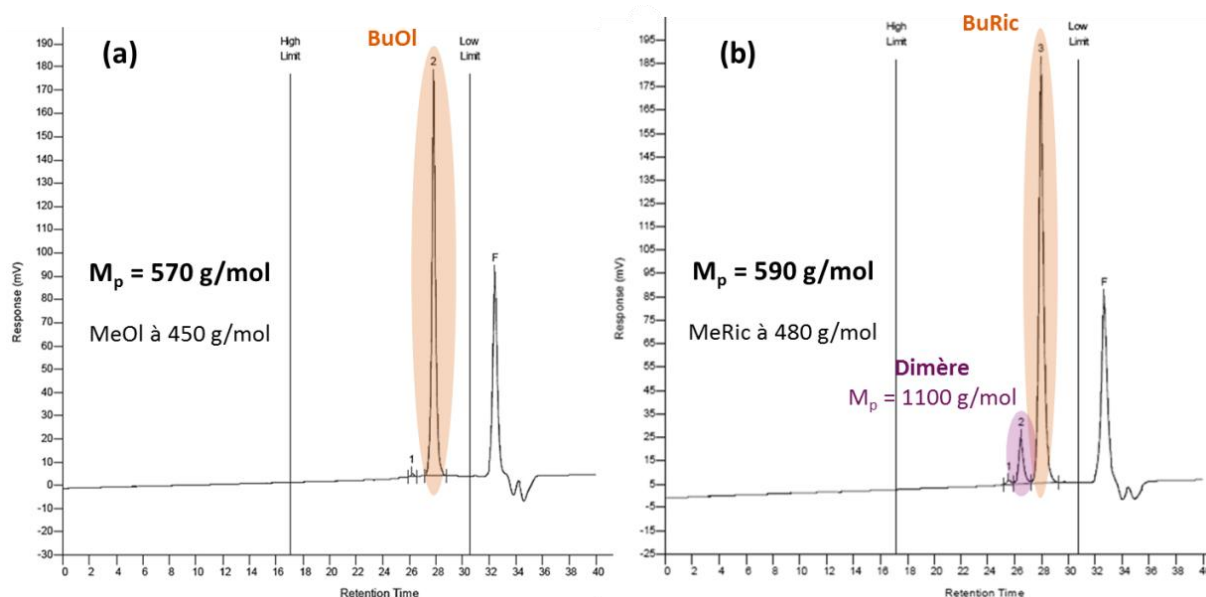 (a)
BuOl
High
Limit
Low
Limit
2
190
180
170
160
150
140
130
120
110
100
90
80
70
60
50
40
30
20
10
0
-10
-20
-30
Response (mV)
F
Mp = 570 g/mol
MeOl à 450 g/mol
1
0 2 4 6 8 10 12 14 16 18 20 22 24 26 28 30 32 34 36 38 40
Retention Time
(b)
BuRic
High
Limit
Low
Limit
3
195
185
175
165
155
145
135
125
115
105
95
85
75
65
55
45
35
25
15
5
-5
-15
-25
Response (mV)
F
Mp = 590 g/mol
MeRic à 480 g/mol
Dimère
Mp = 1100 g/mol
2
1
0 2 4 6 8 10 12 14 16 18 20 22 24 26 28 30 32 34 36 38 40
Retention Time